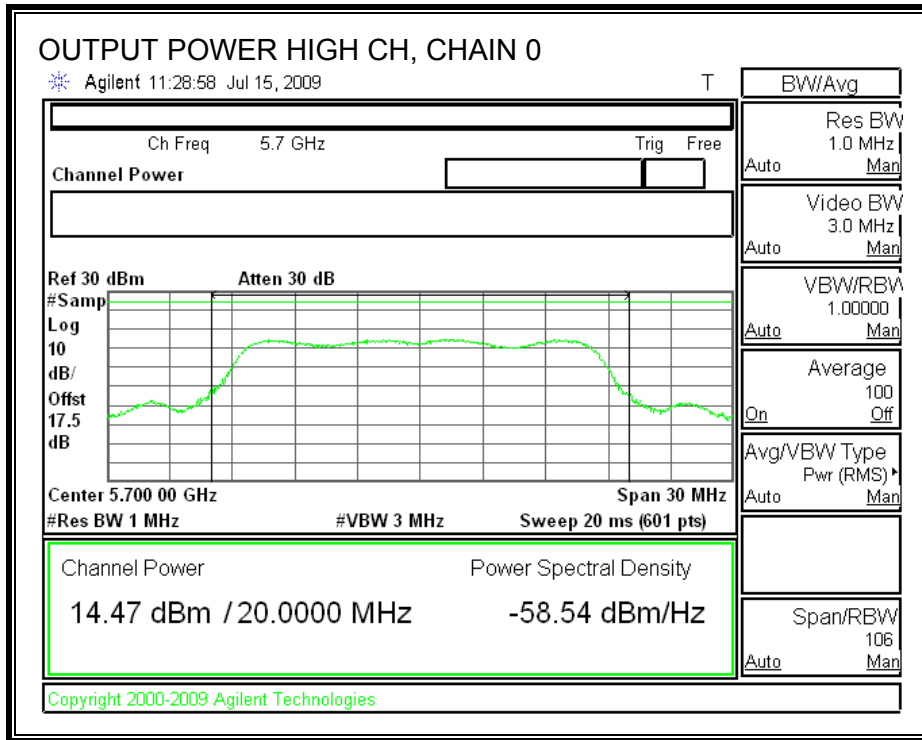 OUTPUT POWER HIGH CH, CHAIN 0
Agilent 11:28:58 Jul 15, 2009 T
Ch Freq 5.7 GHz Trig Free
Channel Power
Ref 30 dBm Atten 30 dB
#Samp
Log
10
dB/
Offst
17.5
dB
Center 5.700 00 GHz Span 30 MHz
#Res BW 1 MHz #VBW 3 MHz Sweep 20 ms (601 pts)
Channel Power Power Spectral Density
14.47 dBm / 20.0000 MHz -58.54 dBm/Hz
Copyright 2000-2009 Agilent Technologies
BW/Avg
Res BW
1.0 MHz
Auto Man
Video BW
3.0 MHz
Auto Man
VBW/RBW
1.00000
Auto Man
Average
100
On Off
Avg/VBW Type
Pwr (RMS)
Auto Man
Span/RBW
106
Auto Man